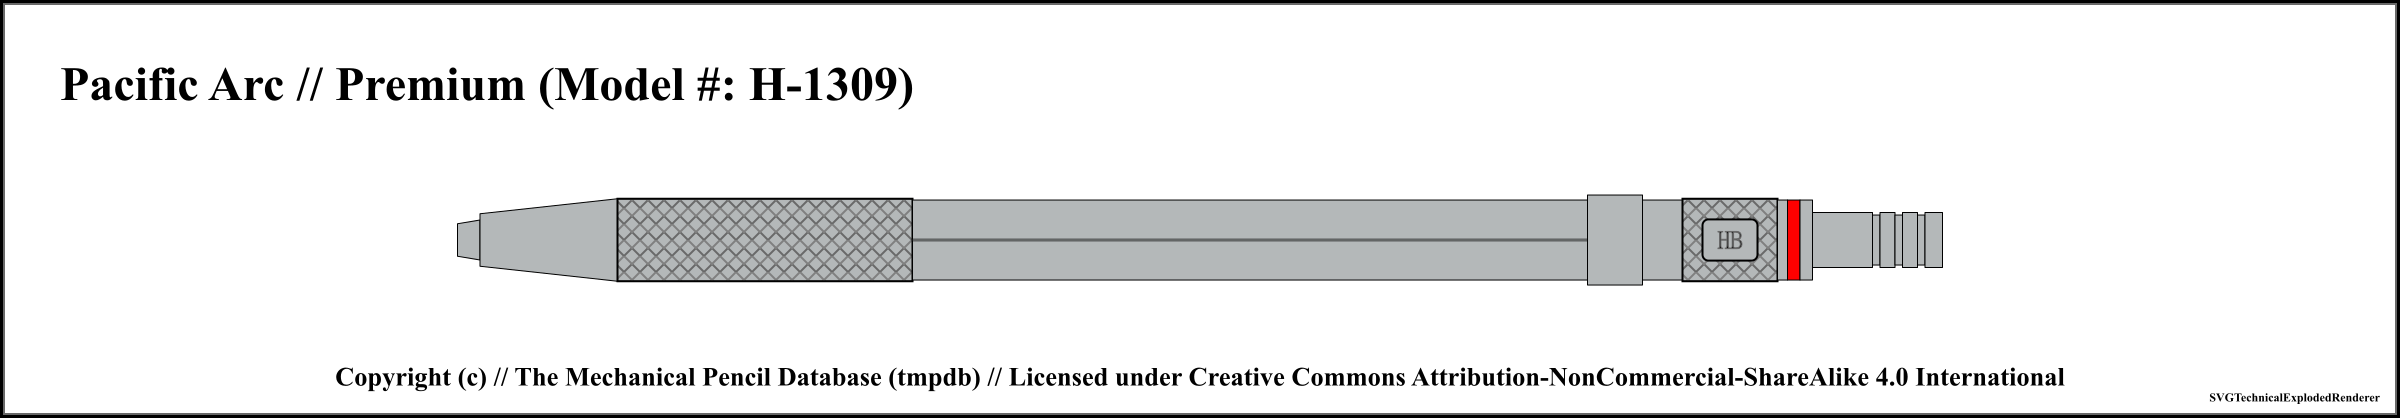 Pacific Arc // Premium (Model #: H-1309)
HB
Copyright (c) // The Mechanical Pencil Database (tmpdb) // Licensed under Creative Commons Attribution-NonCommercial-ShareAlike 4.0 International
SVGTechnicalExplodedRenderer